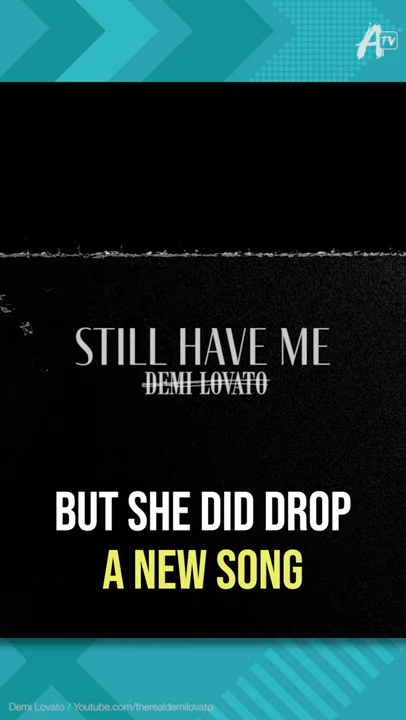 ATV
STILL HAVE ME
DEMI LOVATO
BUT SHE DID DROP
A NEW SONG
Demi Lovato / Youtube.com/therealdemilovato